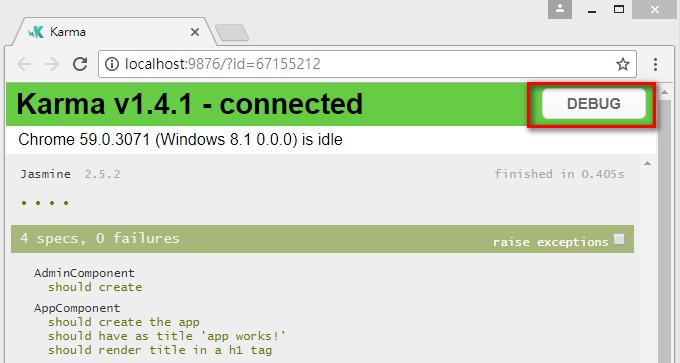 Karma
localhost:9876/?id=67155212
Karma v1.4.1 - connected
DEBUG
Chrome 59.0.3071 (Windows 8.1 0.0.0) is idle
Jasmine 2.5.2 finished in 0.405s
• • • •
4 specs, 0 failures raise exceptions
AdminComponent
should create
AppComponent
should create the app
should have as title 'app works!'
should render title in a h1 tag